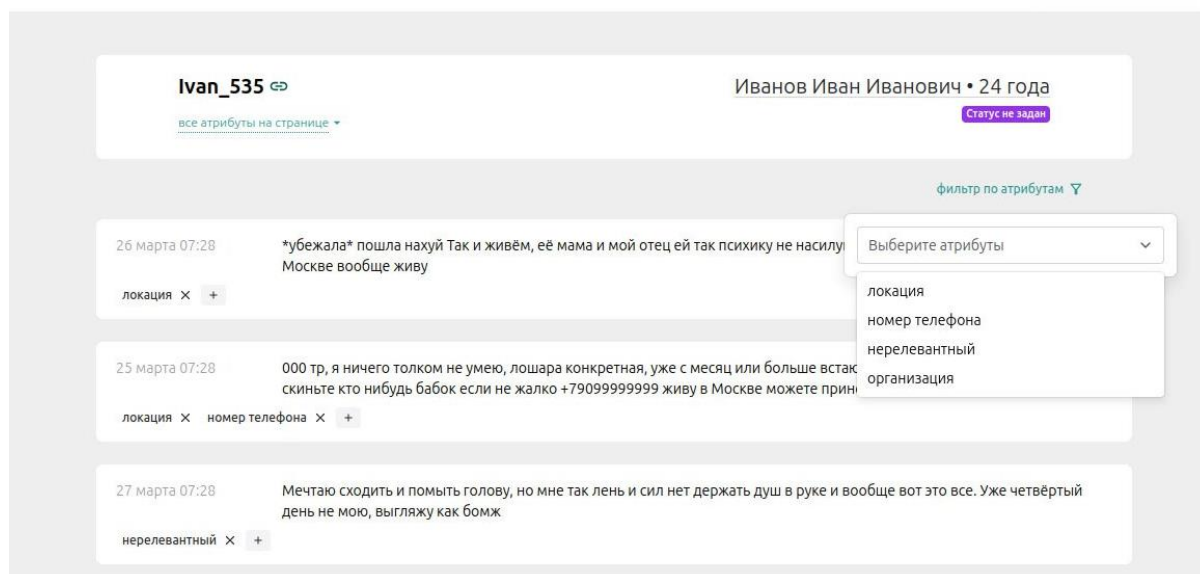 Ivan_535
Иванов Иван Иванович • 24 года
все атрибуты на странице
Статус не задан
фильтр по атрибутам
26 марта 07:28
*убежала* пошла нахуй Так и живём, её мама и мой отец ей так психику не
Москве вообще живу
локация × +
Выберите атрибуты
локация
номер телефона
нерелевантный
организация
25 марта 07:28
000 тр, я ничего толком не умею, лошара конкретная, уже с месяц или больше
скиньте кто нибудь бабок если не жалко +79099999999 живу в Москве можете
локация × номер телефона × +
27 марта 07:28
Мечтаю сходить и помыть голову, но мне так лень и сил нет держать душ в руке и вообще вот это все. Уже четвёртый
день не мою, выгляжу как бомж
нерелевантный × +